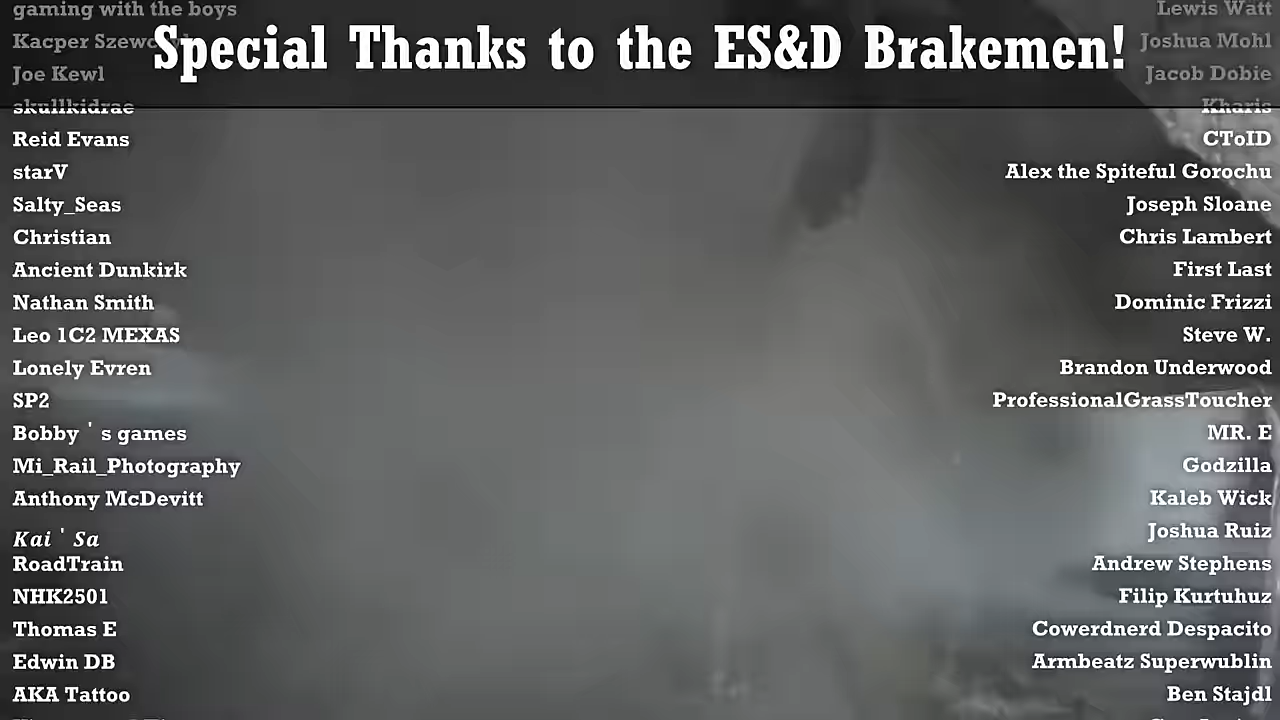 Special Thanks to the ES&D Brakemen!
gaming with the boys
Kacper
Joe Kewl
skullkidrae
Reid Evans
starV
Salty_Seas
Christian
Ancient Dunkirk
Nathan Smith
Leo 1C2 MEXAS
Lonely Evren
SP2
Bobby ' s games
Mi_Rail_Photography
Anthony McDevitt
Kai ' Sa
RoadTrain
NHK2501
Thomas E
Edwin DB
AKA Tattoo
Lewis Watt
Joshua Mohl
Jacob Dobie
Kharis
CToID
Alex the Spiteful Gorochu
Joseph Sloane
Chris Lambert
First Last
Dominic Frizzi
Steve W.
Brandon Underwood
ProfessionalGrassToucher
MR. E
Godzilla
Kaleb Wick
Joshua Ruiz
Andrew Stephens
Filip Kurtuhuz
Cowerdnerd Despacito
Armbeatz Superwublin
Ben Stajdl